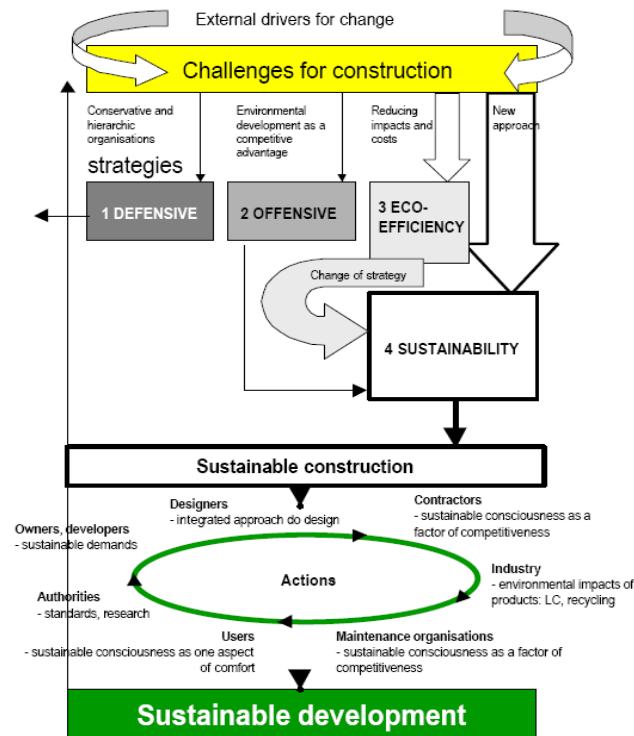 External drivers for change
Challenges for construction
Conservative and
hierarchic
organisations
Environmental
development as a
competitive
advantage
Reducing
impacts and
costs
New
approach
strategies
1 DEFENSIVE
2 OFFENSIVE
3 ECO-
EFFICIENCY
Change of strategy
4 SUSTAINABILITY
Sustainable construction
Designers
- integrated approach do design
Contractors
- sustainable consciousness as a
factor of competitiveness
Owners, developers
- sustainable demands
Industry
- environmental impacts of
products: LC, recycling
Actions
Authorities
- standards, research
Users
- sustainable consciousness as one aspect
of comfort
Maintenance organisations
- sustainable consciousness as a factor of
competitiveness
Sustainable development